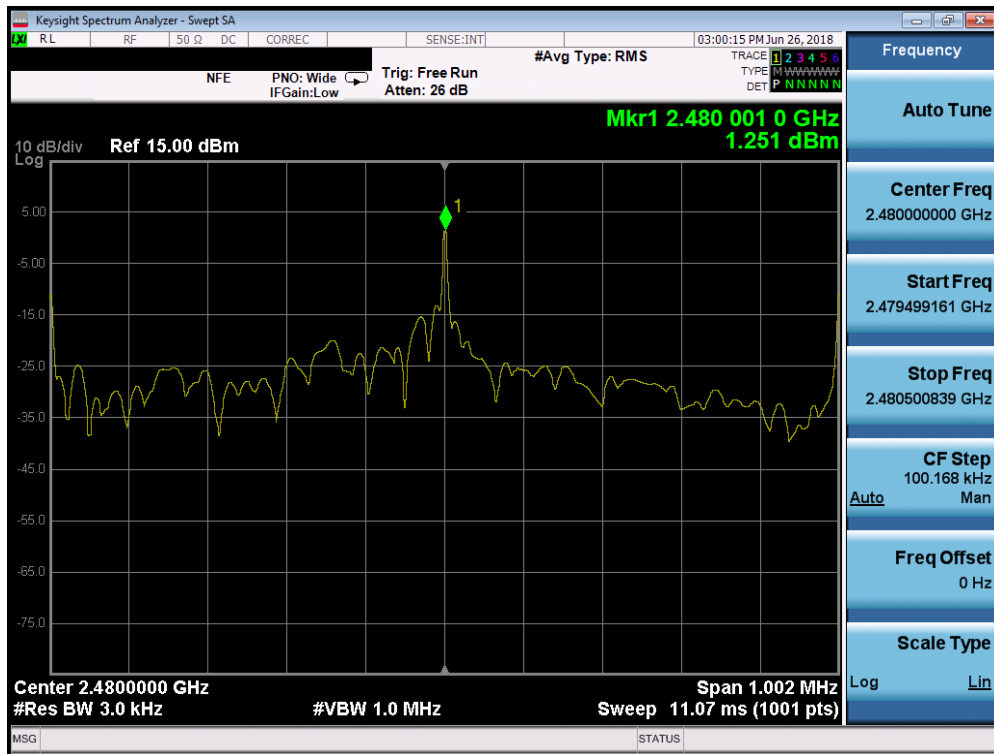 Keysight Spectrum Analyzer - Swept SA
LXI RL RF 50 Ω DC CORREC SENSE:INT 03:00:15 PM Jun 26, 2018
NFE PNO: Wide IFGain:Low Trig: Free Run Atten: 26 dB #Avg Type: RMS
TRACE 1 2 3 4 5 6
TYPE M W W W W W
DET P N N N N N
Mkr1 2.480 001 0 GHz
1.251 dBm
10 dB/div Ref 15.00 dBm
Log
1
5.00
-5.00
-15.0
-25.0
-35.0
-45.0
-55.0
-65.0
-75.0
Center 2.4800000 GHz Span 1.002 MHz
#Res BW 3.0 kHz #VBW 1.0 MHz Sweep 11.07 ms (1001 pts)
MSG STATUS
Frequency
Auto Tune
Center Freq
2.480000000 GHz
Start Freq
2.479499161 GHz
Stop Freq
2.480500839 GHz
CF Step
100.168 kHz
Auto Man
Freq Offset
0 Hz
Scale Type
Log Lin